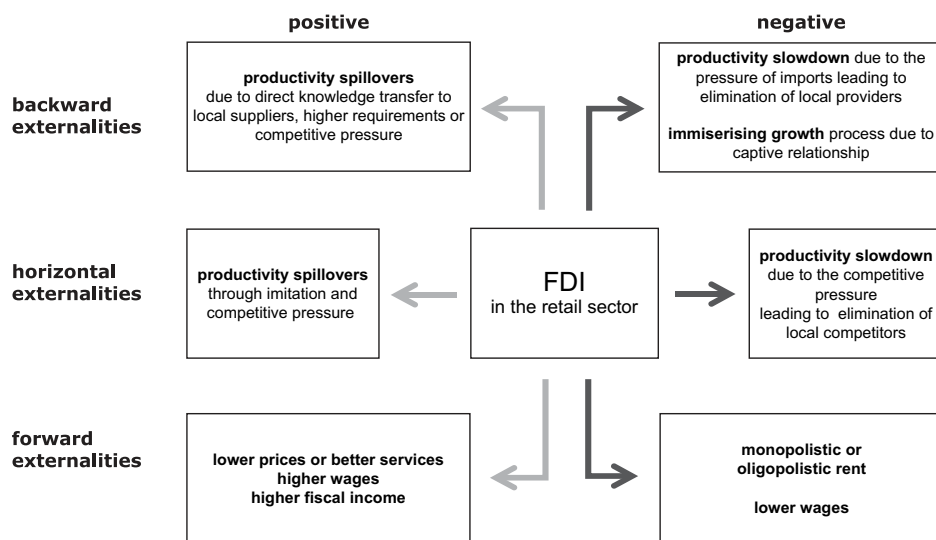 positive
negative
backward
externalities
productivity spillovers
due to direct knowledge transfer to
local suppliers, higher requirements or
competitive pressure
productivity slowdown due to the
pressure of imports leading to
elimination of local providers
immiserising growth process due to
captive relationship
horizontal
externalities
productivity spillovers
through imitation and
competitive pressure
FDI
in the retail sector
productivity slowdown
due to the competitive
pressure
leading to elimination of
local competitors
forward
externalities
lower prices or better services
higher wages
higher fiscal income
monopolistic or
oligopolistic rent
lower wages